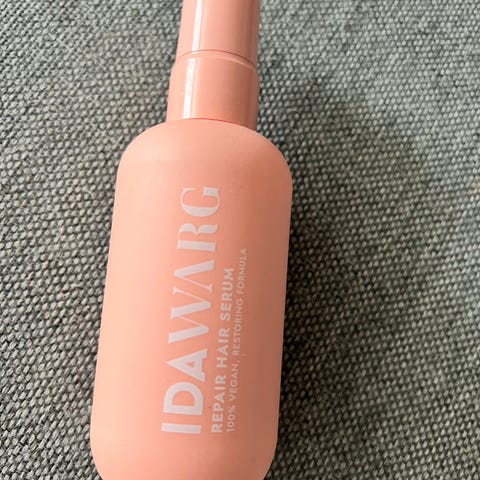 IDA WARG
REPAIR HAIR SERUM
100% VEGAN, RESTORING FORMULA